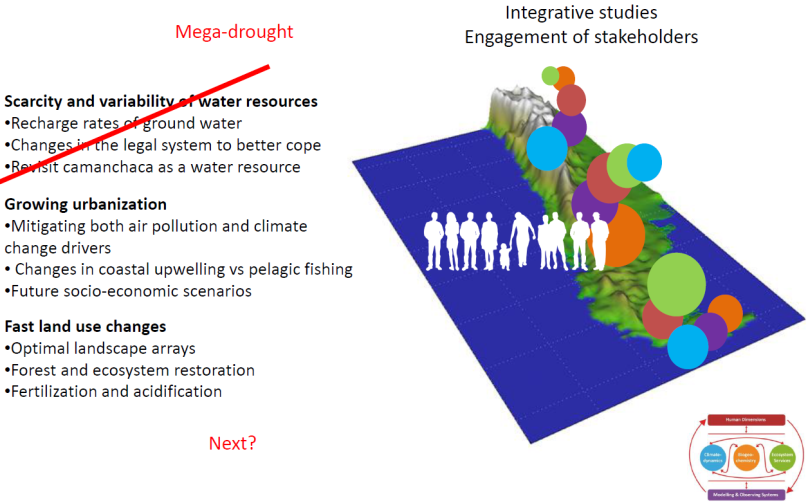 Mega-drought
Integrative studies
Engagement of stakeholders
Scarcity and variability of water resources
•Recharge rates of ground water
•Changes in the legal system to better cope
•Revisit camanchaca as a water resource
Growing urbanization
•Mitigating both air pollution and climate
change drivers
• Changes in coastal upwelling vs pelagic fishing
•Future socio-economic scenarios
Fast land use changes
•Optimal landscape arrays
•Forest and ecosystem restoration
•Fertilization and acidification
Next?
Human Dimensions
Climate
dynamics
Biogeo-
chemistry
Ecosystem
Services
Modelling & Observing Systems